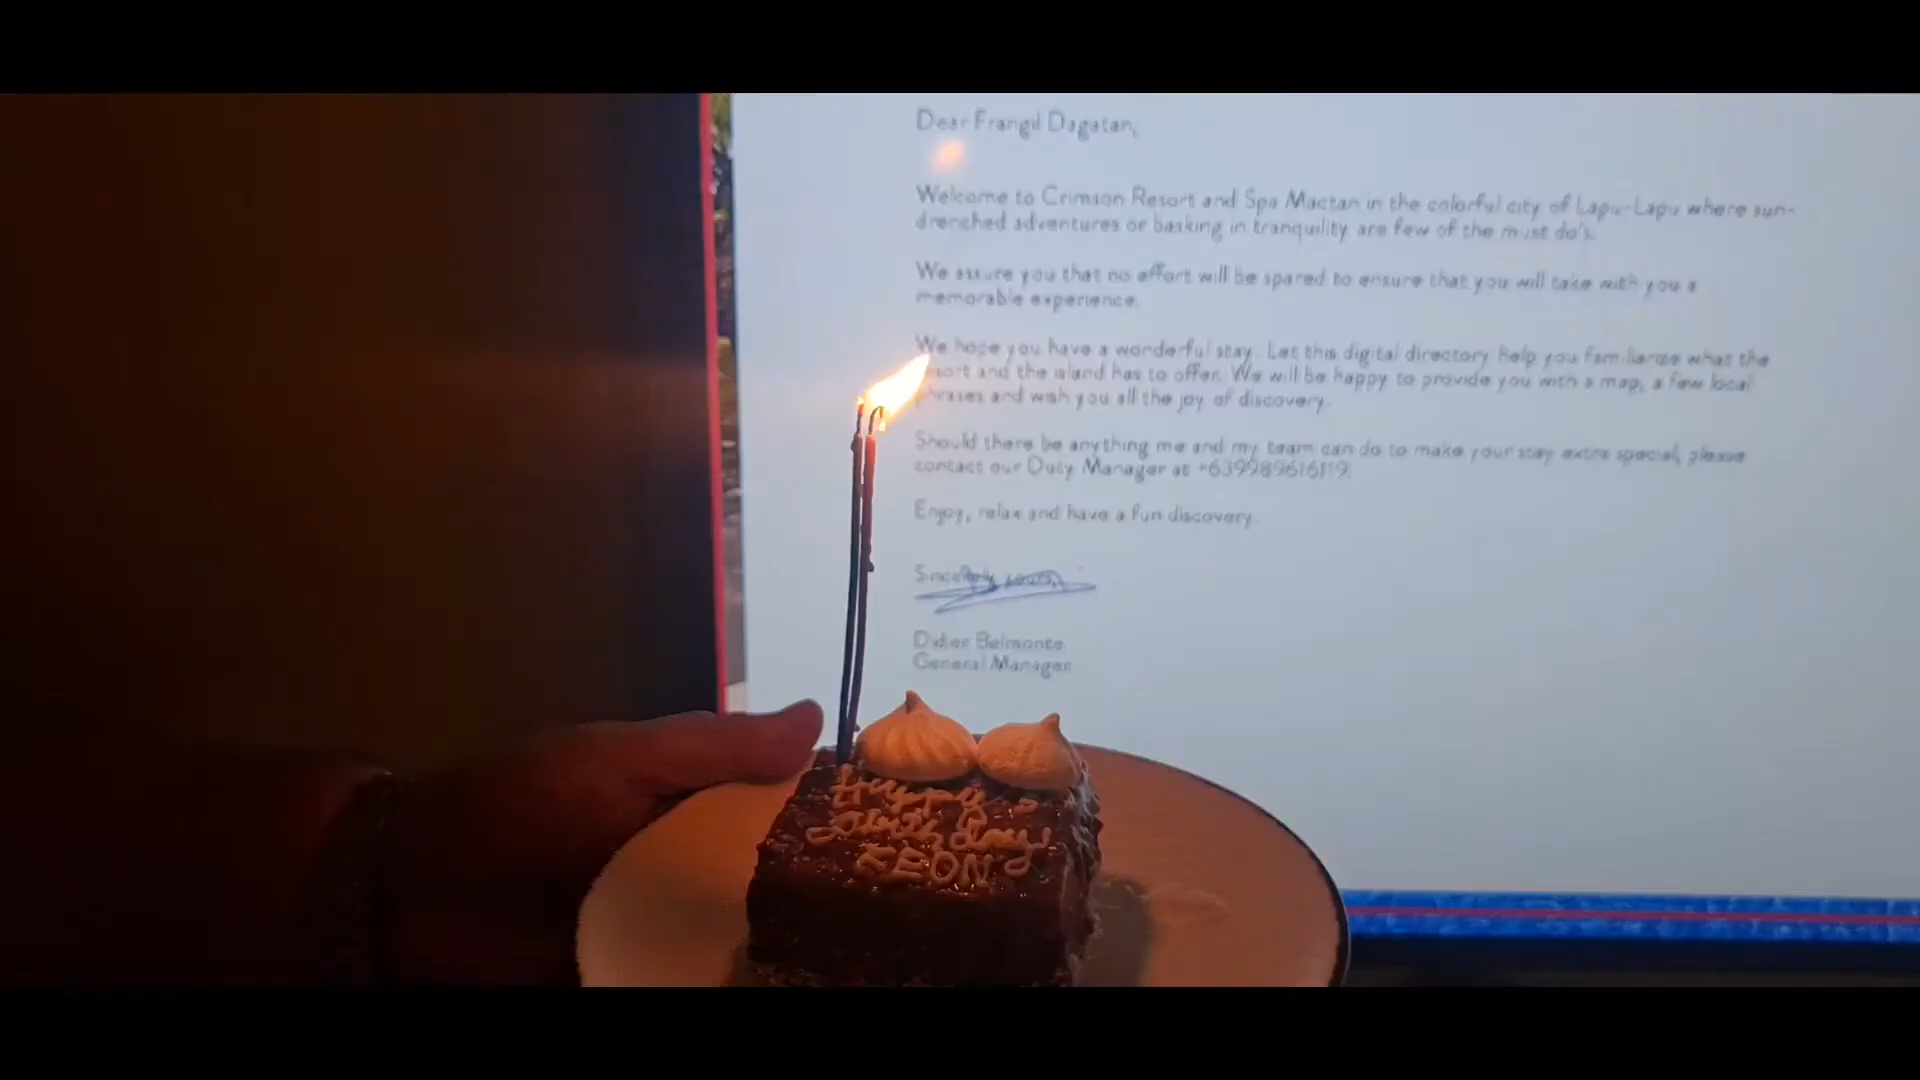 Dear Frangil Dagatan,
Welcome to Crimson Resort and Spa Mactan in the colorful city of Lapu-Lapu where sun-
drenched adventures or basking in tranquility are few of the must do's.
We assure you that no effort will be spared to ensure that you will take with you a
memorable experience.
We hope you have a wonderful stay. Let this digital directory help you familiarize what the
and the island has to offer. We will be happy to provide you with a map, a few local
phrases and wish you all the joy of discovery.
Should there be anything me and my team can do to make your stay extra special, please
contact our Duty Manager at
Enjoy, relax and have a fun discovery.
Sincerely yours,
Didier Belmonte
General Manager
Happy
Birthday
KEON